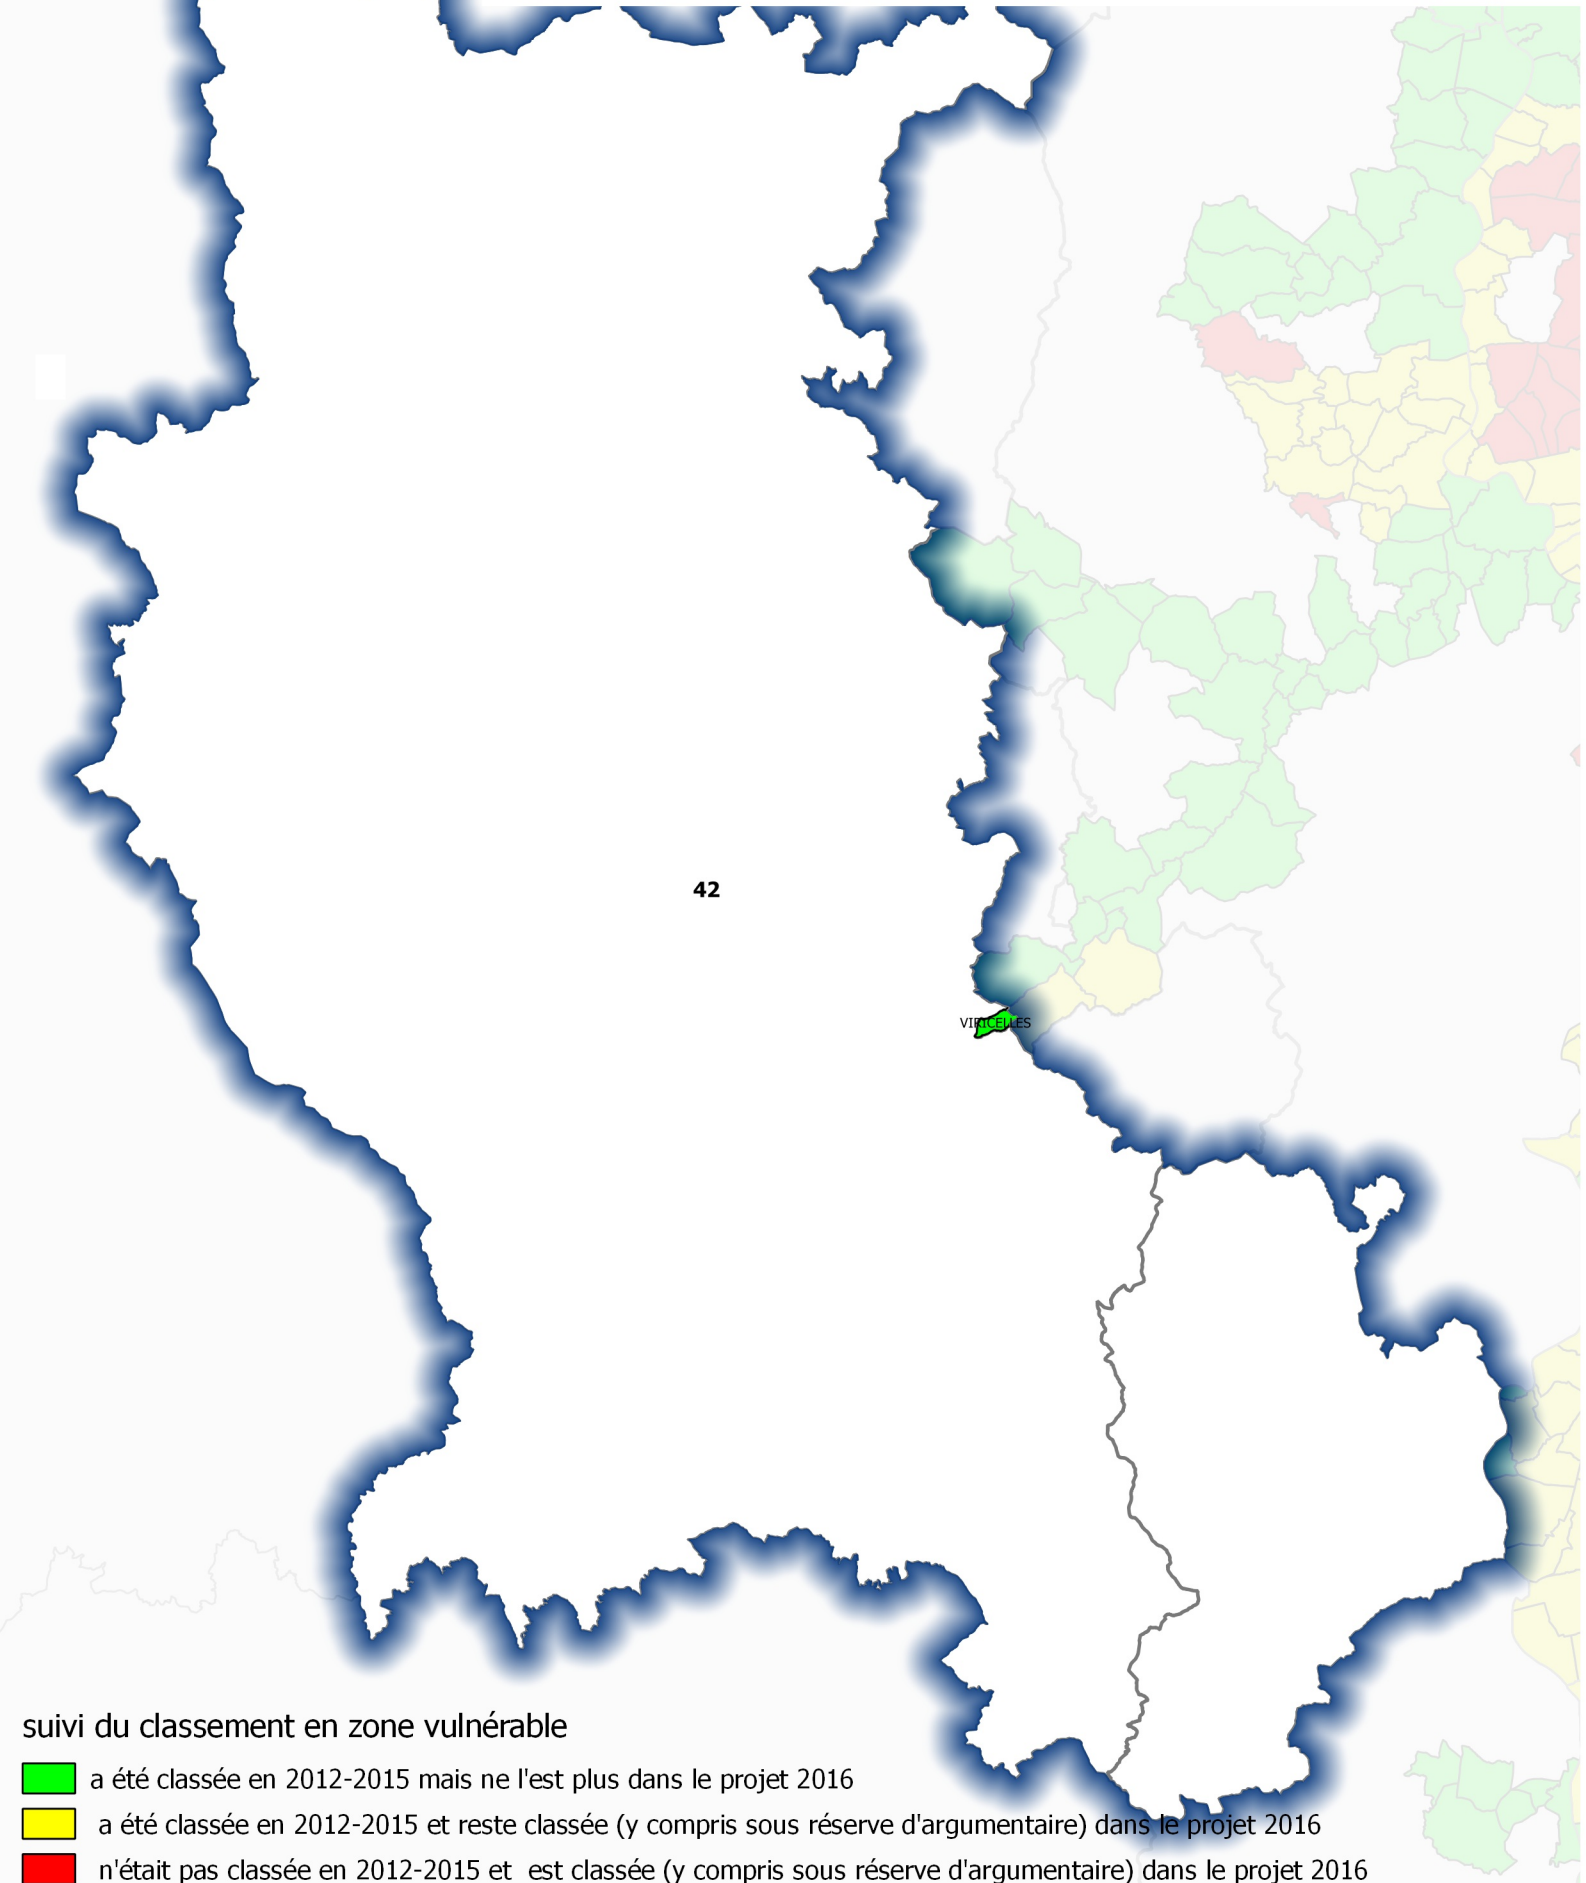 42
VIRICELLES
suivi du classement en zone vulnérable
a été classée en 2012-2015 mais ne l'est plus dans le projet 2016
a été classée en 2012-2015 et reste classée (y compris sous réserve d'argumentaire) dans le projet 2016
n'était pas classée en 2012-2015 et est classée (y compris sous réserve d'argumentaire) dans le projet 2016